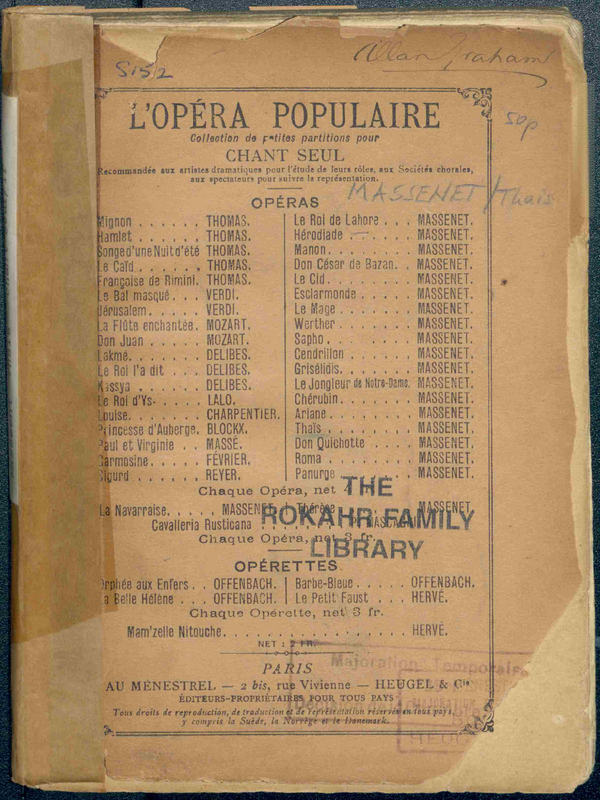 Allan Graham
S152
50p
L'OPÉRA POPULAIRE
Collection de petites partitions pour
CHANT SEUL
Recommandée aux artistes dramatiques pour l'étude de leurs rôles, aux Sociétés chorales,
aux spectateurs pour suivre la représentation.
MASSENET / Thaïs
OPÉRAS
Mignon . . . . . . . THOMAS.
Hamlet . . . . . . THOMAS.
Songe d'une Nuit d'été THOMAS.
Le Caïd . . . . . . . THOMAS.
Françoise de Rimini. THOMAS.
Le Bal masqué . . . VERDI.
Jérusalem . . . . . VERDI.
La Flûte enchantée. MOZART.
Don Juan . . . . . MOZART.
Lakmé. . . . . . . DELIBES.
Le Roi l'a dit . . . . DELIBES.
Kassya . . . . . . DELIBES.
Le Roi d'Ys. . . . . LALO.
Louise. . . . . . . CHARPENTIER.
Princesse d'Auberge. BLOCKX.
Paul et Virginie . . MASSÉ.
Carmosine . . . . . FÉVRIER.
Sigurd . . . . . . REYER.
Le Roi de Lahore . . . MASSENET.
Hérodiade . . . . . MASSENET.
Manon. . . . . . . MASSENET.
Don César de Bazan. . MASSENET.
Le Cid. . . . . . . MASSENET.
Esclarmonde . . . . . MASSENET.
Le Mage . . . . . . MASSENET.
Werther . . . . . . MASSENET.
Sapho . . . . . . . MASSENET.
Cendrillon . . . . . MASSENET.
Grisélidis. . . . . . MASSENET.
Le Jongleur de Notre-Dame. MASSENET.
Chérubin. . . . . . MASSENET.
Ariane . . . . . . . MASSENET.
Thaïs . . . . . . . MASSENET.
Don Quichotte . . . . MASSENET.
Roma . . . . . . . MASSENET.
Panurge . . . . . . MASSENET.
Chaque Opéra, net 4
La Navarraise. . . . . MASSENET. Thérèse . . . MASSENET.
Cavalleria Rusticana . . . . MASCAGNI
Chaque Opéra, net 3 fr.
THE
ROKAHR FAMILY
LIBRARY
OPÉRETTES
Orphée aux Enfers . . OFFENBACH. Barbe-Bleue . . . . . OFFENBACH.
La Belle Hélène . . . OFFENBACH. Le Petit Faust . . . HERVÉ.
Chaque Opérette, net 3 fr.
Mam'zelle Nitouche. . . . . . . . . . . . . . . HERVÉ.
NET : 2 FR.
Majoration Temporaire
PARIS
AU MÉNESTREL — 2 bis, rue Vivienne — HEUGEL & Cie
ÉDITEURS-PROPRIÉTAIRES POUR TOUS PAYS
Tous droits de reproduction, de traduction et de représentation réservés en tous pays,
y compris la Suède, la Norvège et le Danemark.